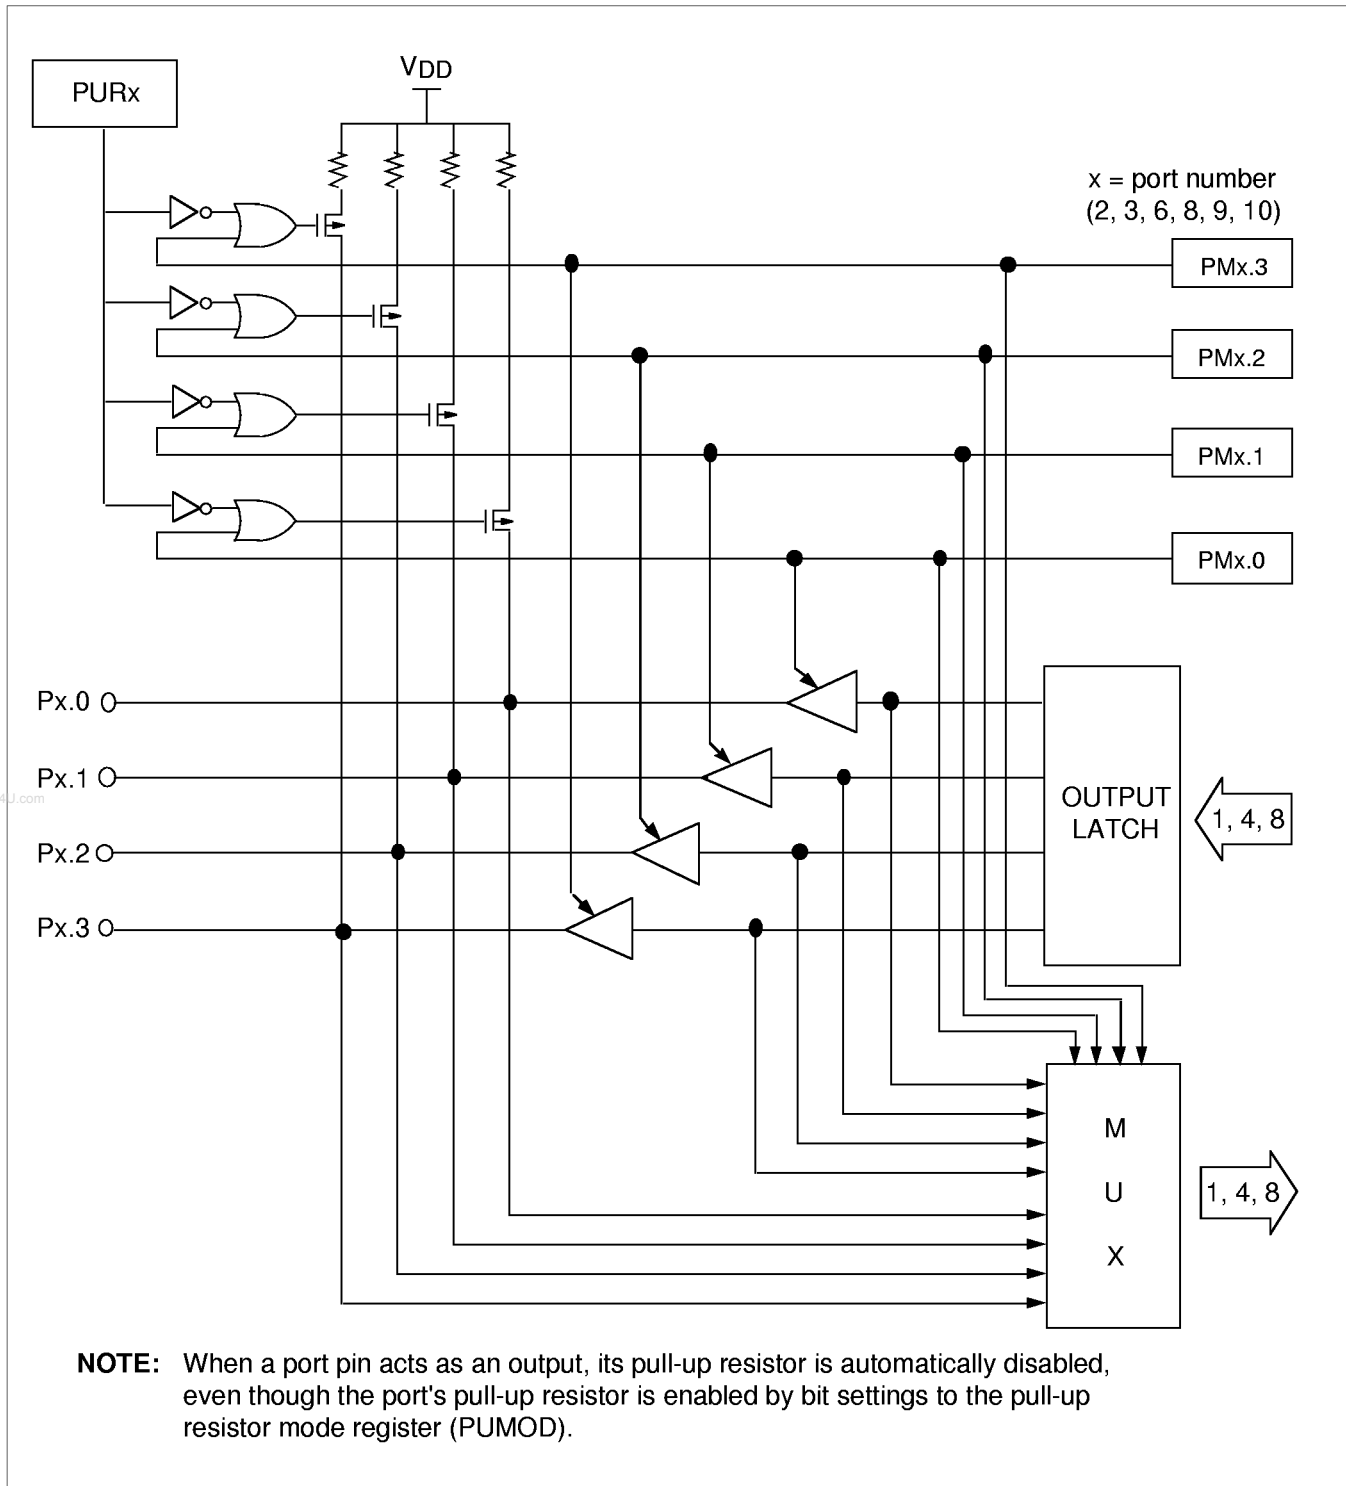 PURx
VDD
x = port number
(2, 3, 6, 8, 9, 10)
PMx.3
PMx.2
PMx.1
PMx.0
Px.0
Px.1
Px.2
Px.3
4U.com
OUTPUT
LATCH
1, 4, 8
M
U
X
1, 4, 8
NOTE: When a port pin acts as an output, its pull-up resistor is automatically disabled,
even though the port's pull-up resistor is enabled by bit settings to the pull-up
resistor mode register (PUMOD).